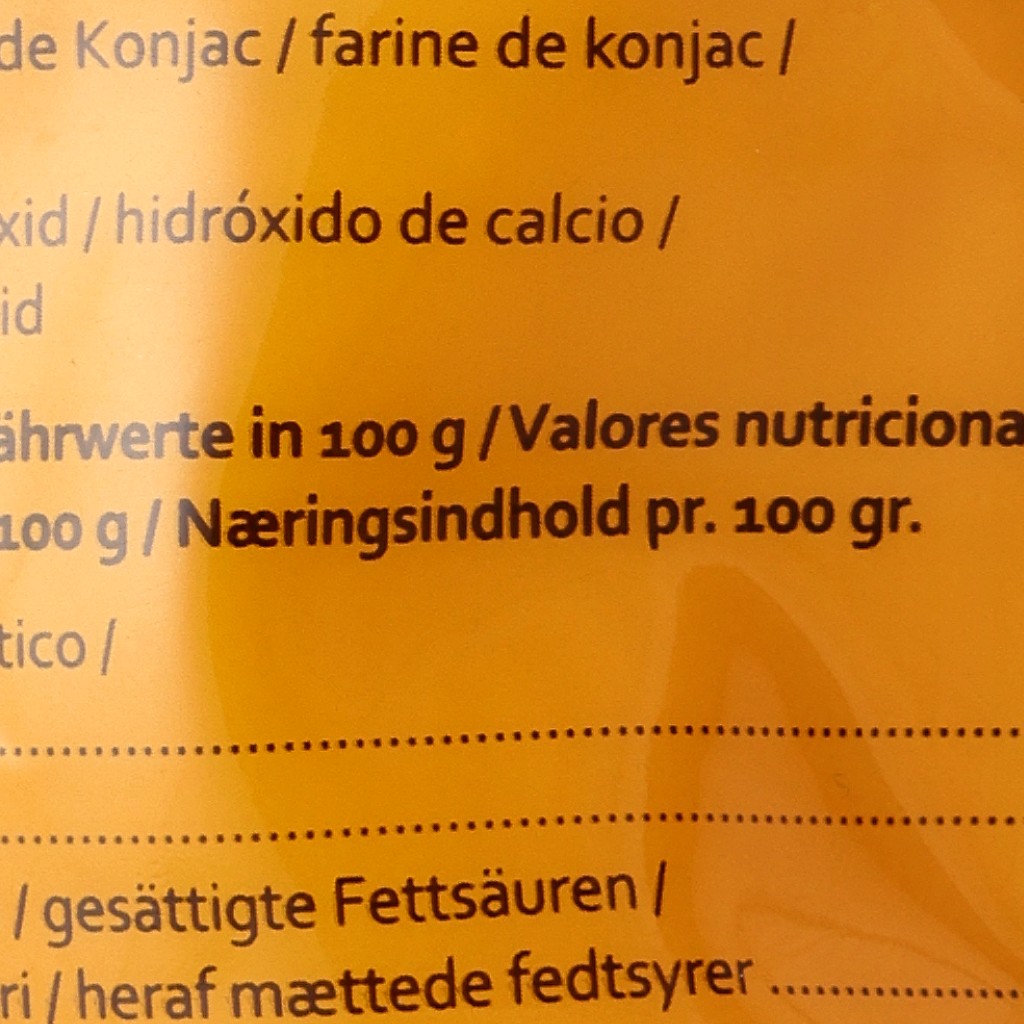 de Konjac / farine de konjac /
xid / hidróxido de calcio /
id
ährwerte in 100 g / Valores nutriciona
100 g / Næringsindhold pr. 100 gr.
tico /
/ gesättigte Fettsäuren /
ri / heraf mættede fedtsyrer